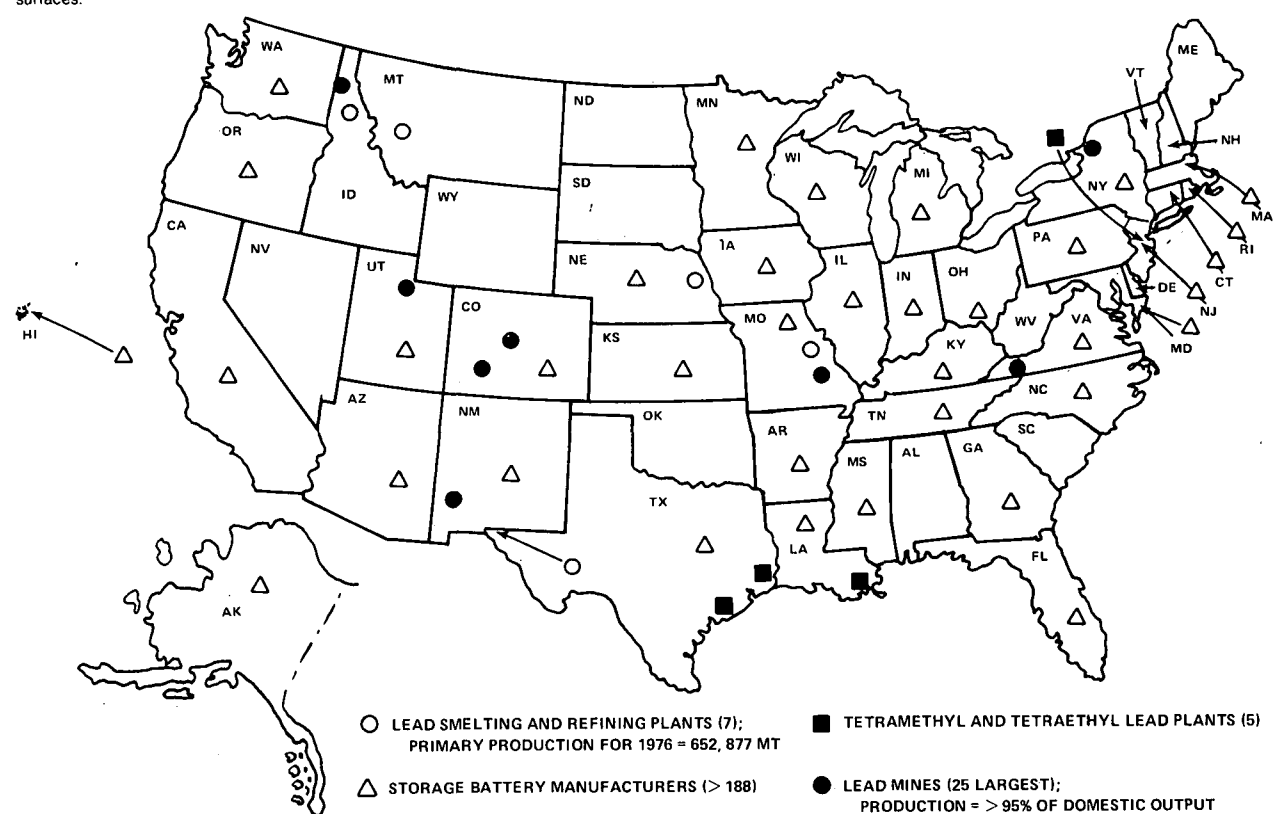 surfaces.
WA
MT
ND
MN
ME
VT
OR
WI
MI
NH
NY
ID
SD
WY
MA
CA
NV
UT
NE
IA
IL
IN
OH
PA
RI
CT
DE
NJ
CO
MO
WV
VA
HI
KS
KY
MD
AZ
NM
OK
TN
NC
AR
SC
MS
AL
GA
TX
LA
FL
AK
LEAD SMELTING AND REFINING PLANTS (7);
PRIMARY PRODUCTION FOR 1976 = 652, 877 MT
TETRAMETHYL AND TETRAETHYL LEAD PLANTS (5)
STORAGE BATTERY MANUFACTURERS (> 188)
LEAD MINES (25 LARGEST);
PRODUCTION = > 95% OF DOMESTIC OUTPUT